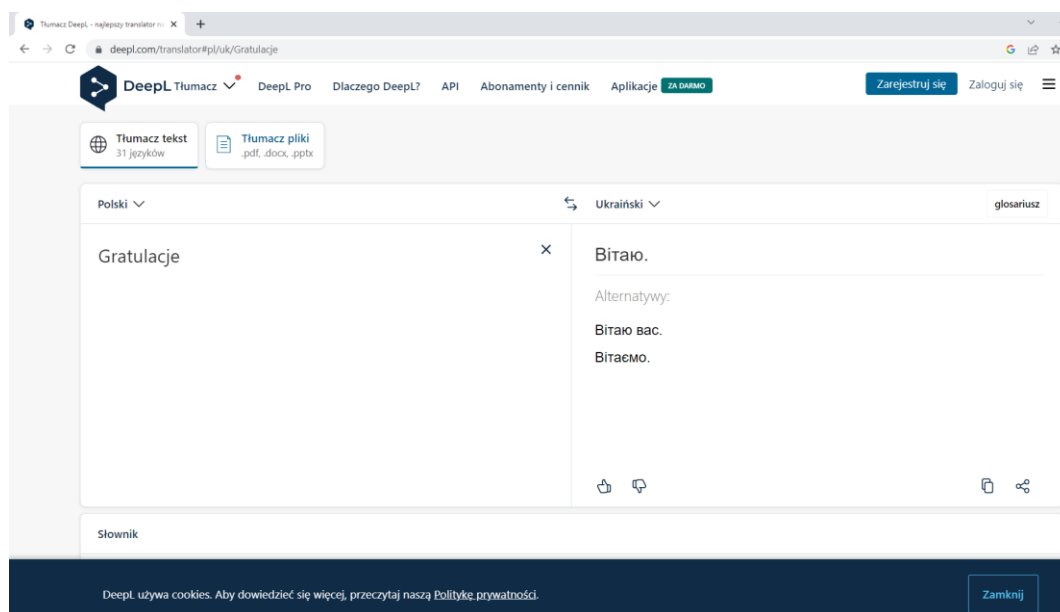 Tłumacz DeepL - najlepszy translator n
deepl.com/translator#pl/uk/Gratulacje
DeepL Tłumacz DeepL Pro Dlaczego DeepL? API Abonamenty i cennik Aplikacje ZA DARMO Zarejestruj się Zaloguj się
Tłumacz tekst Tłumacz pliki
31 języków .pdf, .docx, .pptx
Polski Ukraiński glosariusz
Gratulacje Вітаю.
Alternatywy:
Вітаю вас.
Вітаємо.
Słownik
DeepL używa cookies. Aby dowiedzieć się więcej, przeczytaj naszą Politykę prywatności. Zamknij